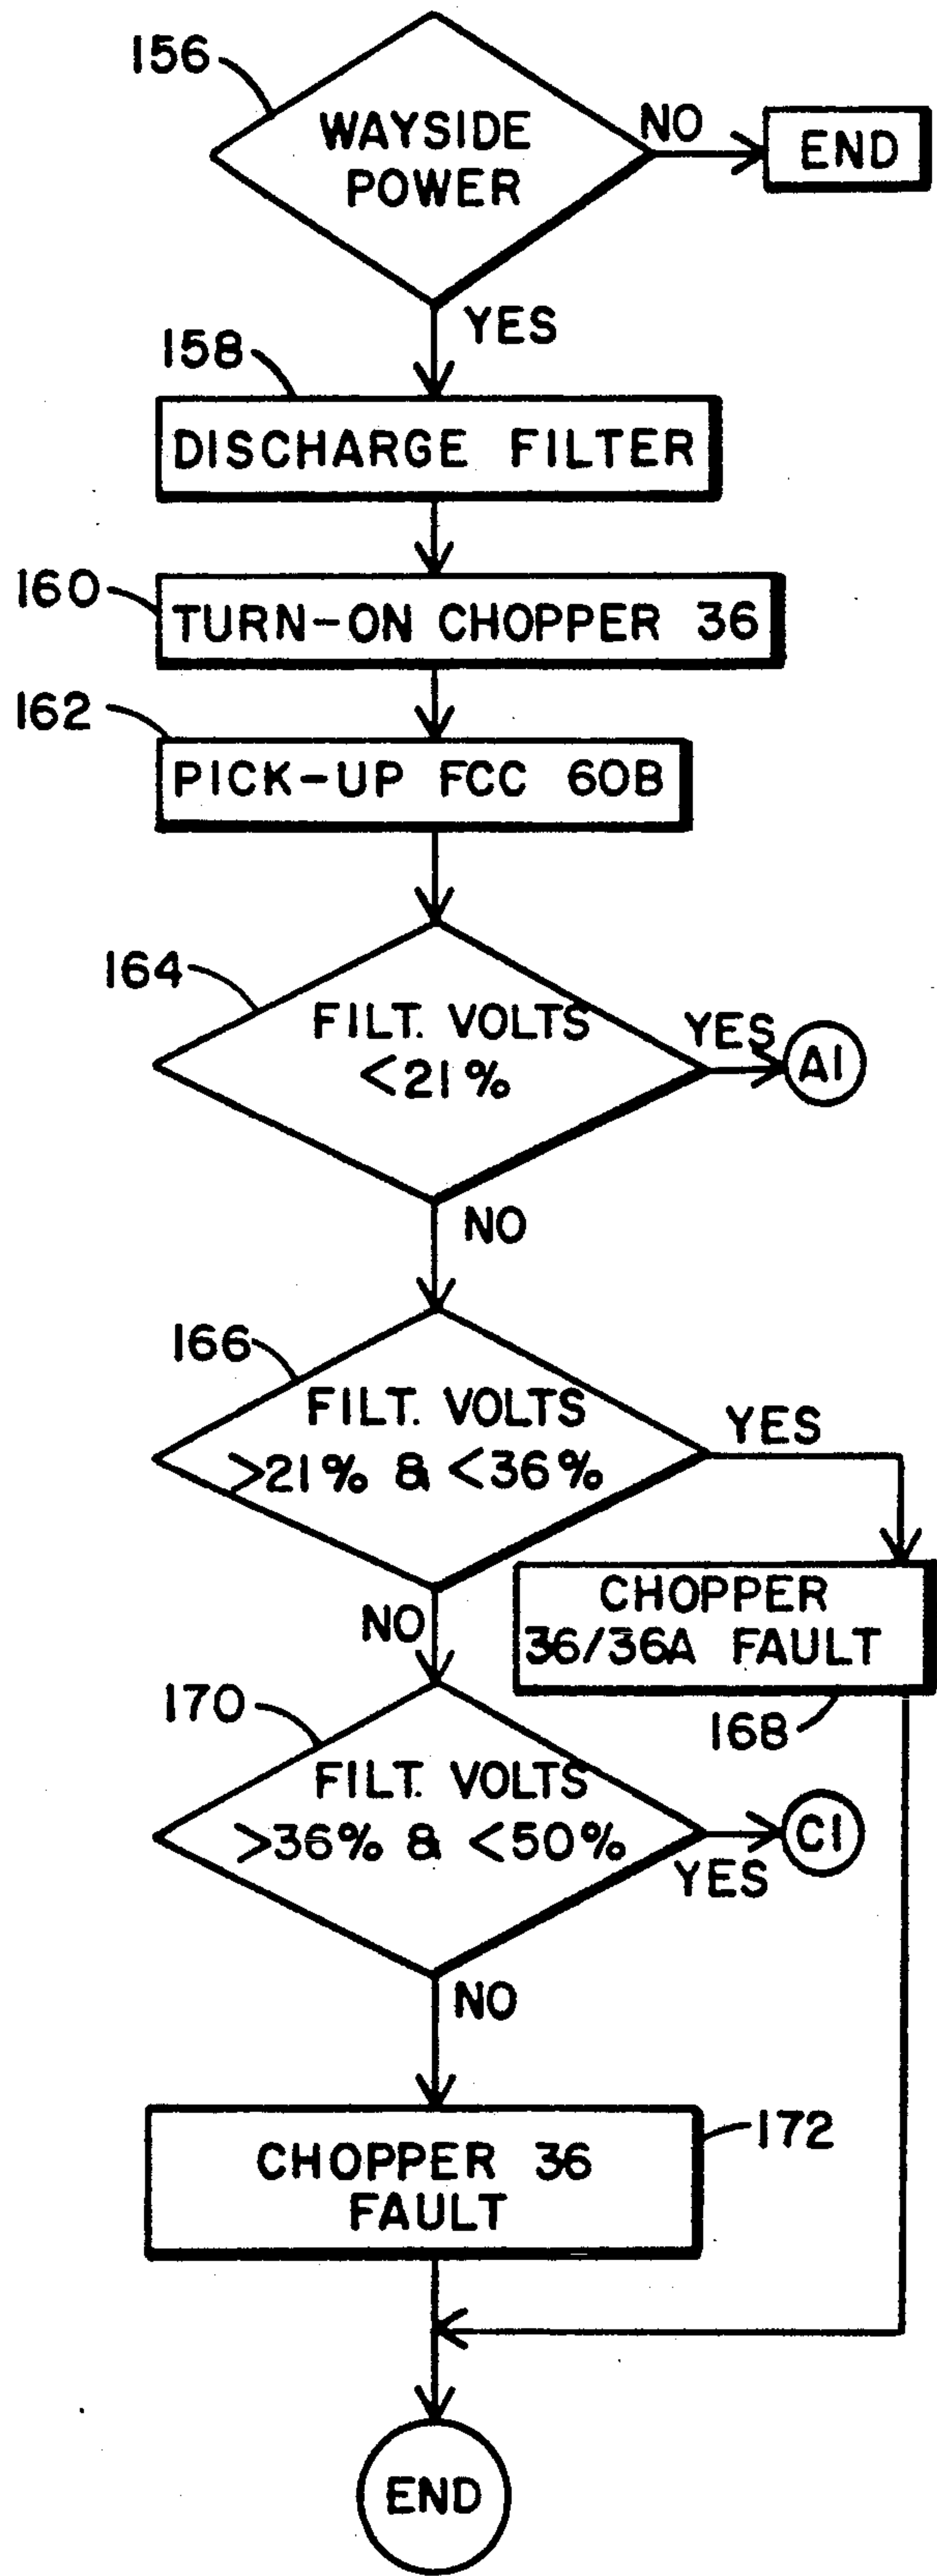 156
WAYSIDE
POWER
NO
END
YES
158
DISCHARGE FILTER
160
TURN-ON CHOPPER 36
162
PICK-UP FCC 60B
164
FILT. VOLTS
<21%
YES
A1
NO
166
FILT. VOLTS
>21% & <36%
YES
NO
CHOPPER
36/36A FAULT
168
170
FILT. VOLTS
>36% & <50%
YES
C1
NO
CHOPPER 36
FAULT
172
END